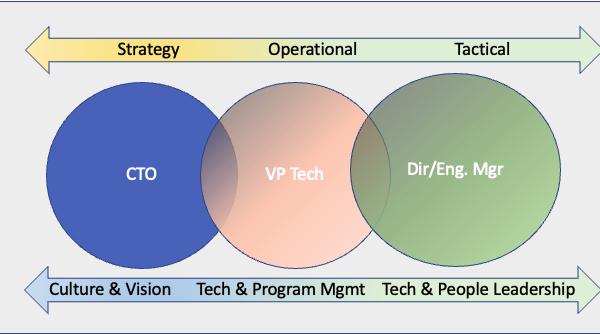 Strategy Operational Tactical
CTO VP Tech Dir/Eng. Mgr
Culture & Vision Tech & Program Mgmt Tech & People Leadership